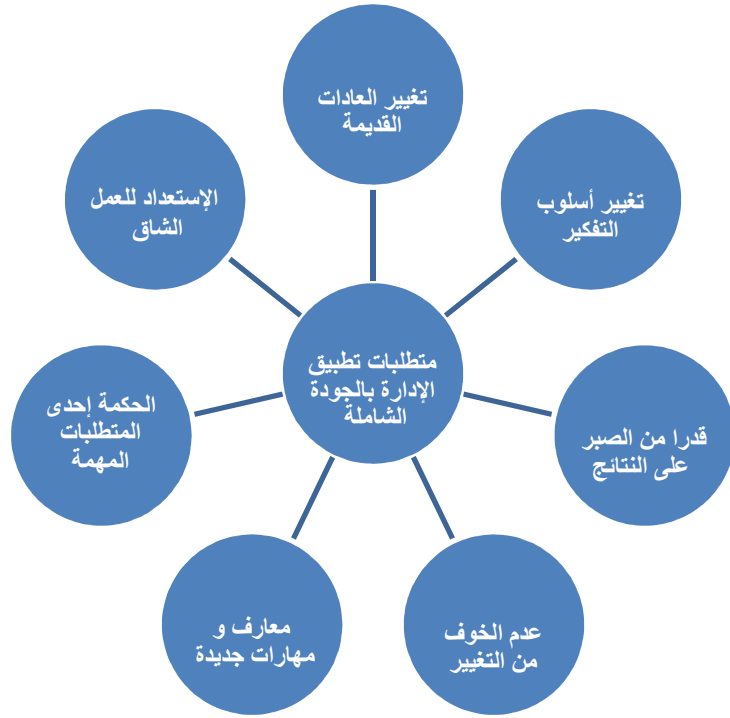 تغيير العادات
القديمة
تغيير أسلوب
التفكير
قدرا من الصبر
على النتائج
عدم الخوف
من التغيير
معارف و
مهارات جديدة
الحكمة إحدى
المتطلبات
المهمة
الإستعداد للعمل
الشاق
متطلبات تطبيق
الإدارة بالجودة
الشاملة